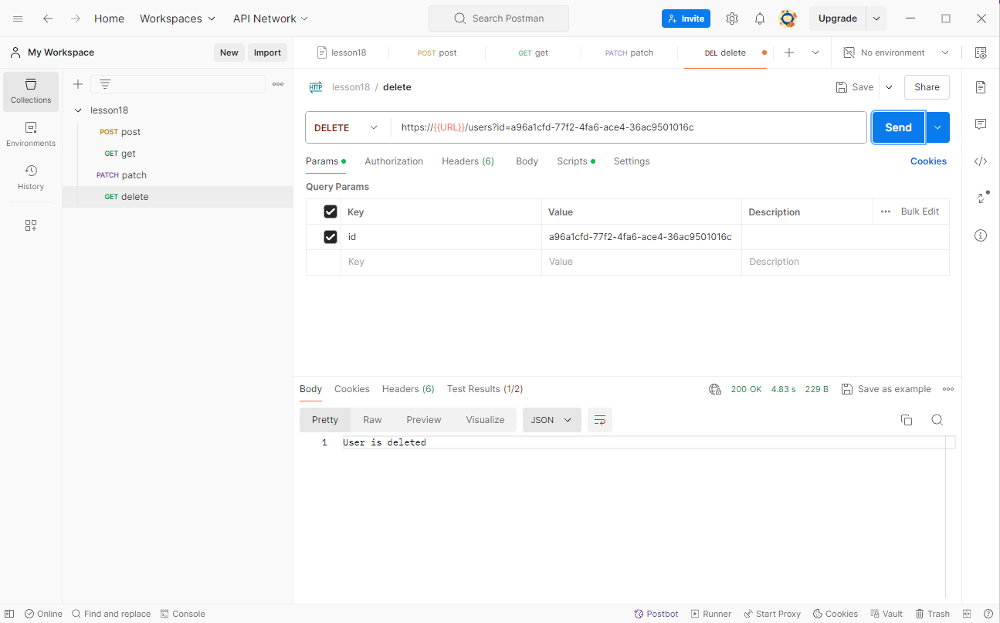 Home Workspaces API Network Search Postman Invite Upgrade
My Workspace New Import lesson18 POST post GET get PATCH patch DEL delete No environment
Collections
Environments
History
lesson18
POST post
GET get
PATCH patch
GET delete
HTTP lesson18 / delete Save Share
DELETE https://{{URL}}/users?id=a96a1cfd-77f2-4fa6-ace4-36ac9501016c Send
Params Authorization Headers (6) Body Scripts Settings Cookies
Query Params
Key Value Description Bulk Edit
id a96a1cfd-77f2-4fa6-ace4-36ac9501016c
Key Value Description
Body Cookies Headers (6) Test Results (1/2) 200 OK 4.83 s 229 B Save as example
Pretty Raw Preview Visualize JSON
1 User is deleted
Online Find and replace Console Postbot Runner Start Proxy Cookies Vault Trash